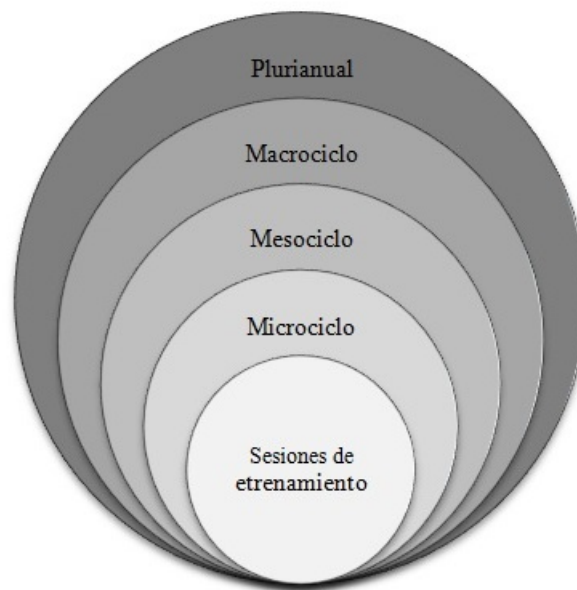 Plurianual
Macrociclo
Mesociclo
Microciclo
Sesiones de
etrenamiento